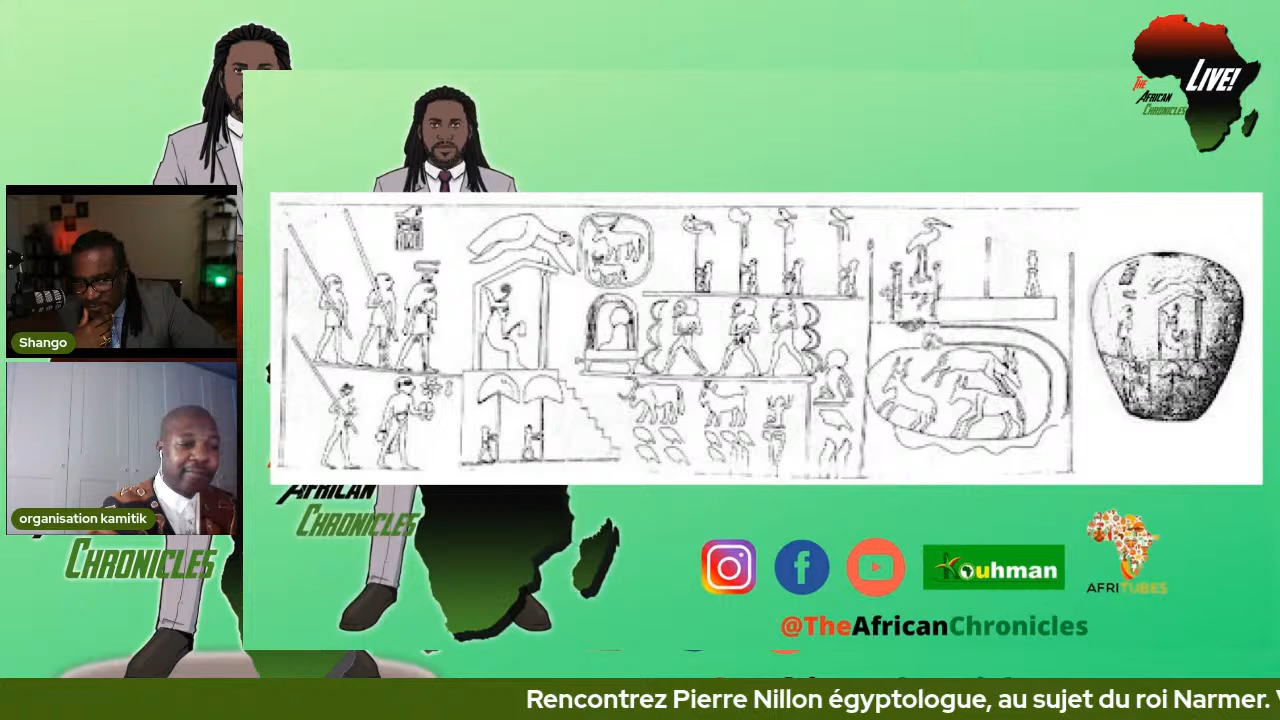 THE
AFRICAN
CHRONICLES
LIVE!
Shango
organisation kamitik
AFRICAN
CHRONICLES
CHRONICLES
Kouhman
AFRITUBES
@TheAfricanChronicles
Rencontrez Pierre Nillon égyptologue, au sujet du roi Narmer.